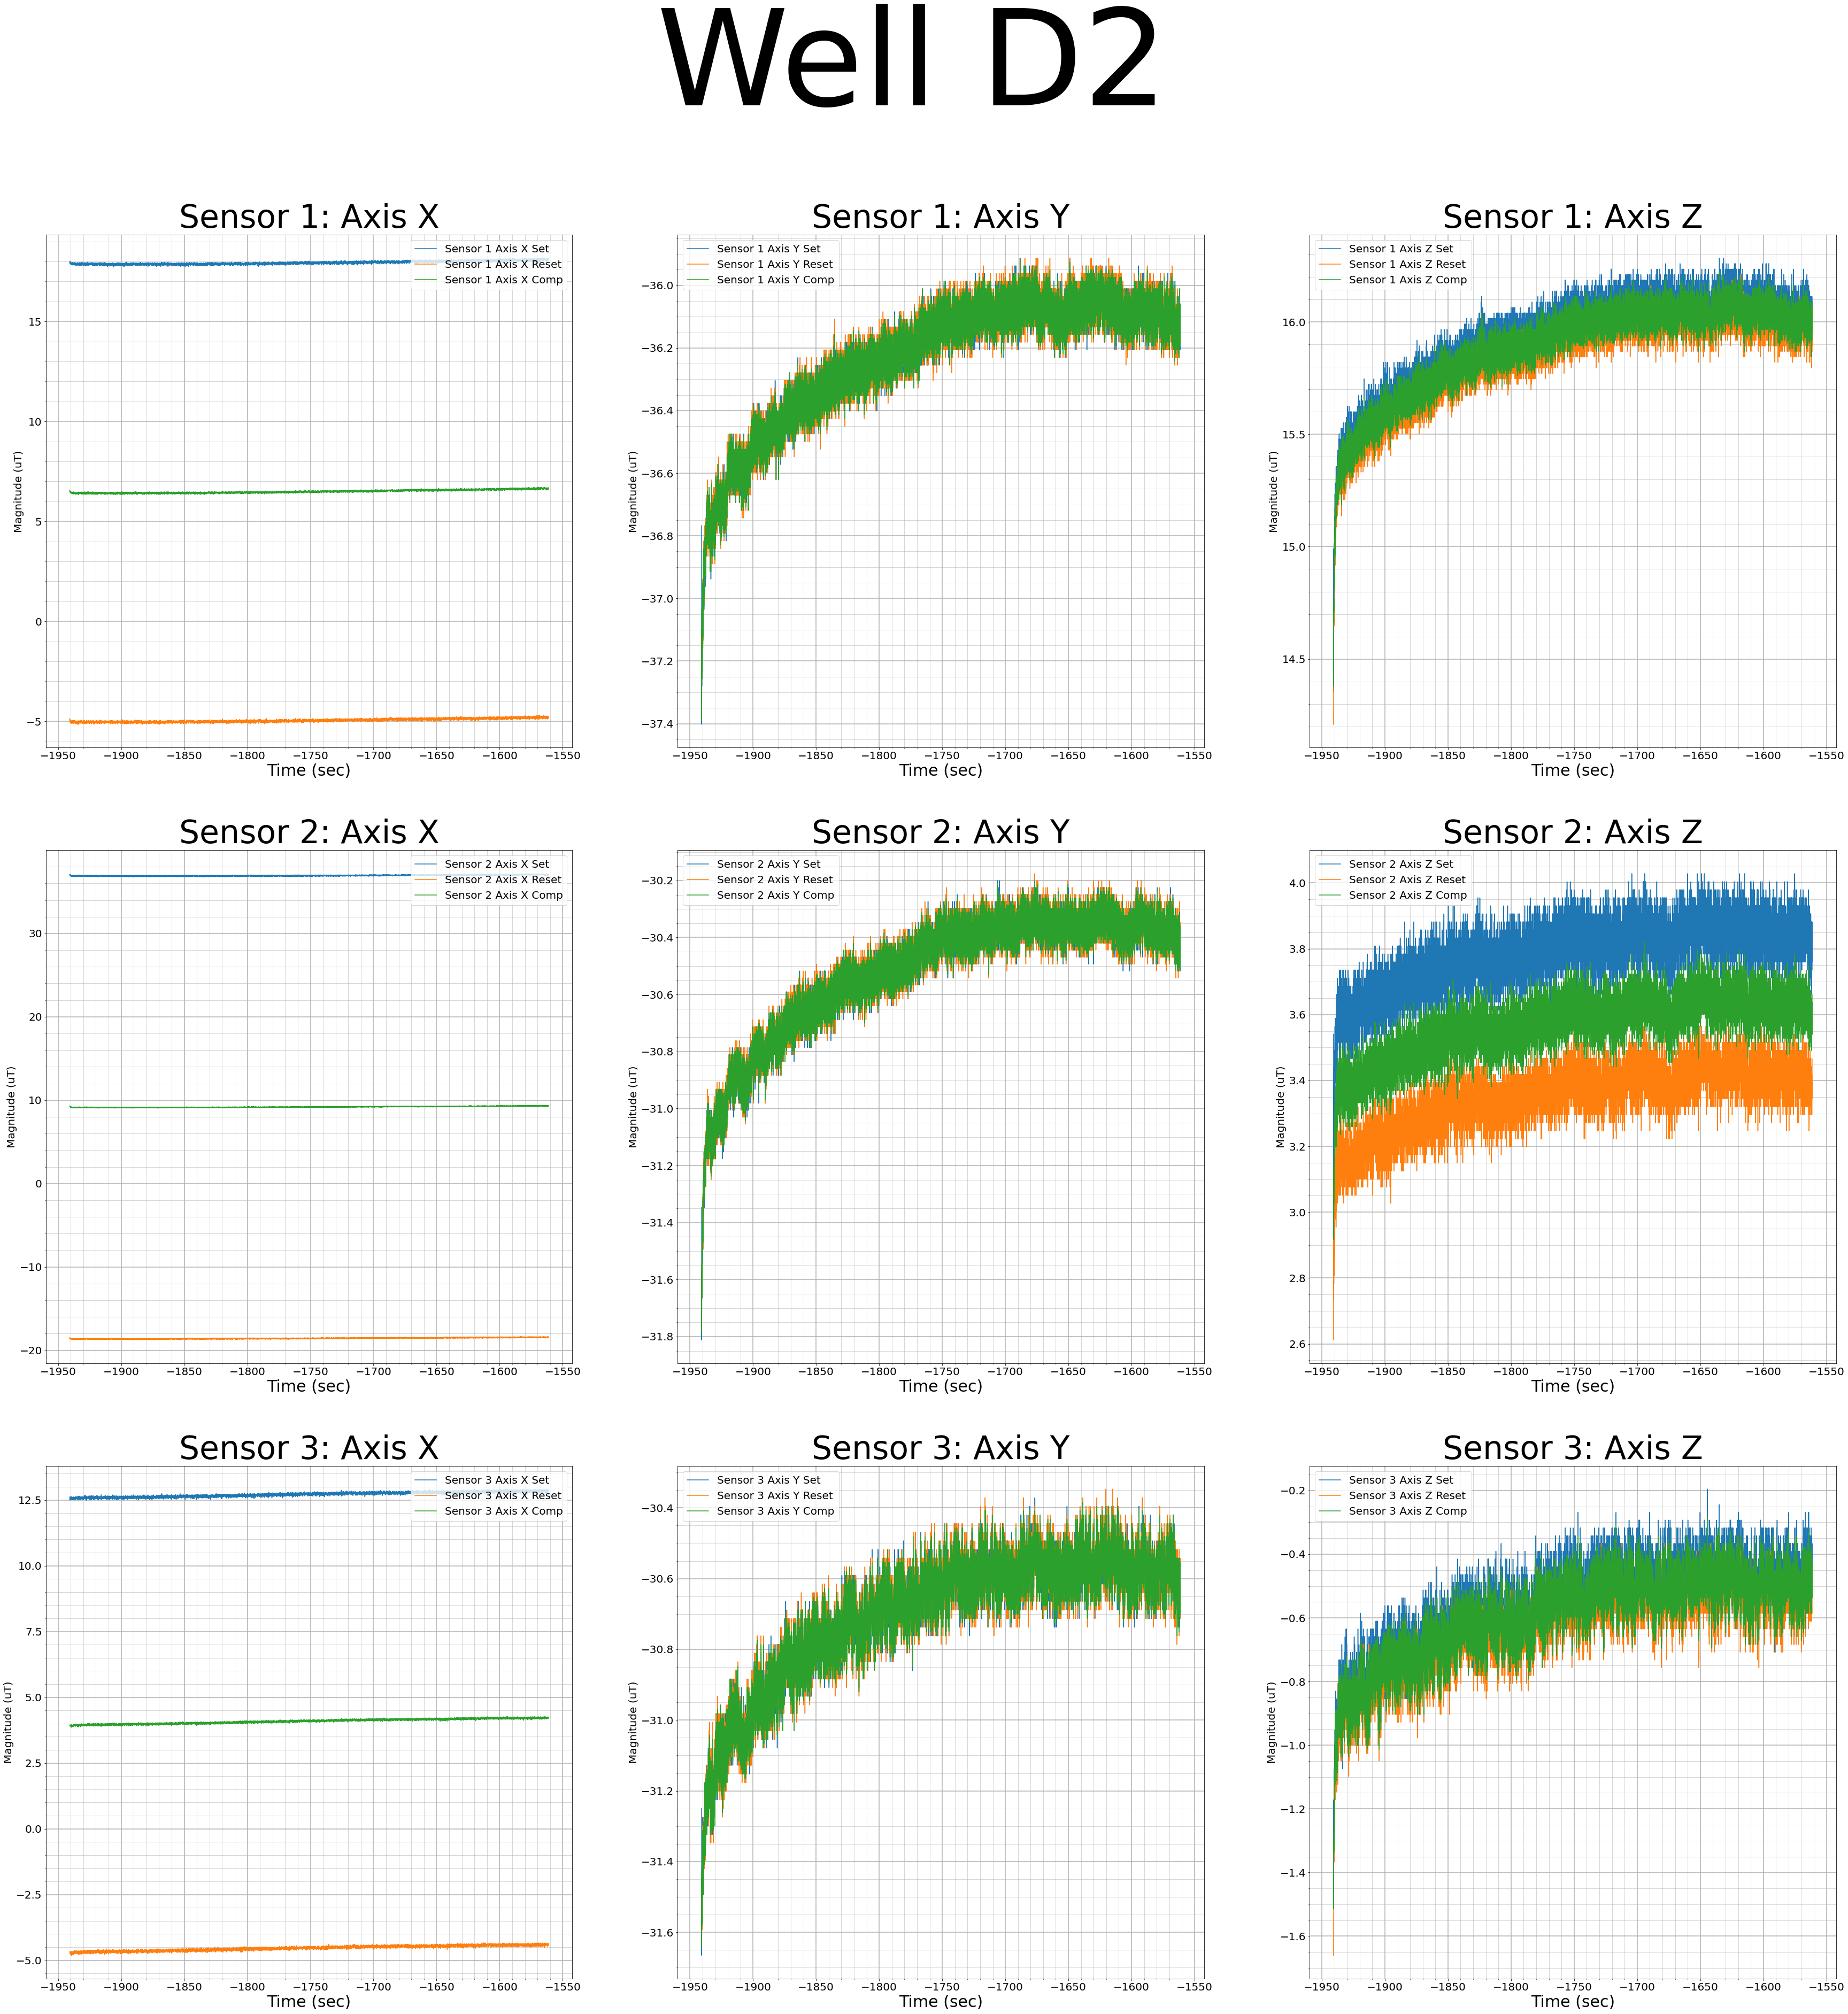 Well D2
Sensor 1: Axis X
Sensor 1 Axis X Set
Sensor 1 Axis X Reset
Sensor 1 Axis X Comp
Magnitude (uT)
15
10
5
0
−5
−1950 −1900 −1850 −1800 −1750 −1700 −1650 −1600 −1550
Time (sec)
Sensor 1: Axis Y
Sensor 1 Axis Y Set
Sensor 1 Axis Y Reset
Sensor 1 Axis Y Comp
Magnitude (uT)
−36.0
−36.2
−36.4
−36.6
−36.8
−37.0
−37.2
−37.4
−1950 −1900 −1850 −1800 −1750 −1700 −1650 −1600 −1550
Time (sec)
Sensor 1: Axis Z
Sensor 1 Axis Z Set
Sensor 1 Axis Z Reset
Sensor 1 Axis Z Comp
Magnitude (uT)
16.0
15.5
15.0
14.5
−1950 −1900 −1850 −1800 −1750 −1700 −1650 −1600 −1550
Time (sec)
Sensor 2: Axis X
Sensor 2 Axis X Set
Sensor 2 Axis X Reset
Sensor 2 Axis X Comp
Magnitude (uT)
30
20
10
0
−10
−20
−1950 −1900 −1850 −1800 −1750 −1700 −1650 −1600 −1550
Time (sec)
Sensor 2: Axis Y
Sensor 2 Axis Y Set
Sensor 2 Axis Y Reset
Sensor 2 Axis Y Comp
Magnitude (uT)
−30.2
−30.4
−30.6
−30.8
−31.0
−31.2
−31.4
−31.6
−31.8
−1950 −1900 −1850 −1800 −1750 −1700 −1650 −1600 −1550
Time (sec)
Sensor 2: Axis Z
Sensor 2 Axis Z Set
Sensor 2 Axis Z Reset
Sensor 2 Axis Z Comp
Magnitude (uT)
4.0
3.8
3.6
3.4
3.2
3.0
2.8
2.6
−1950 −1900 −1850 −1800 −1750 −1700 −1650 −1600 −1550
Time (sec)
Sensor 3: Axis X
Sensor 3 Axis X Set
Sensor 3 Axis X Reset
Sensor 3 Axis X Comp
Magnitude (uT)
12.5
10.0
7.5
5.0
2.5
0.0
−2.5
−5.0
−1950 −1900 −1850 −1800 −1750 −1700 −1650 −1600 −1550
Time (sec)
Sensor 3: Axis Y
Sensor 3 Axis Y Set
Sensor 3 Axis Y Reset
Sensor 3 Axis Y Comp
Magnitude (uT)
−30.4
−30.6
−30.8
−31.0
−31.2
−31.4
−31.6
−1950 −1900 −1850 −1800 −1750 −1700 −1650 −1600 −1550
Time (sec)
Sensor 3: Axis Z
Sensor 3 Axis Z Set
Sensor 3 Axis Z Reset
Sensor 3 Axis Z Comp
Magnitude (uT)
−0.2
−0.4
−0.6
−0.8
−1.0
−1.2
−1.4
−1.6
−1950 −1900 −1850 −1800 −1750 −1700 −1650 −1600 −1550
Time (sec)